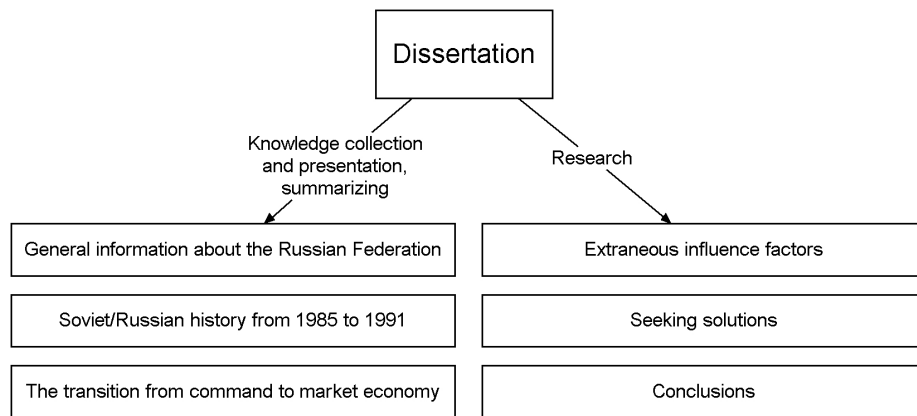 Dissertation
Knowledge collection
and presentation,
summarizing
Research
General information about the Russian Federation
Extraneous influence factors
Soviet/Russian history from 1985 to 1991
Seeking solutions
The transition from command to market economy
Conclusions